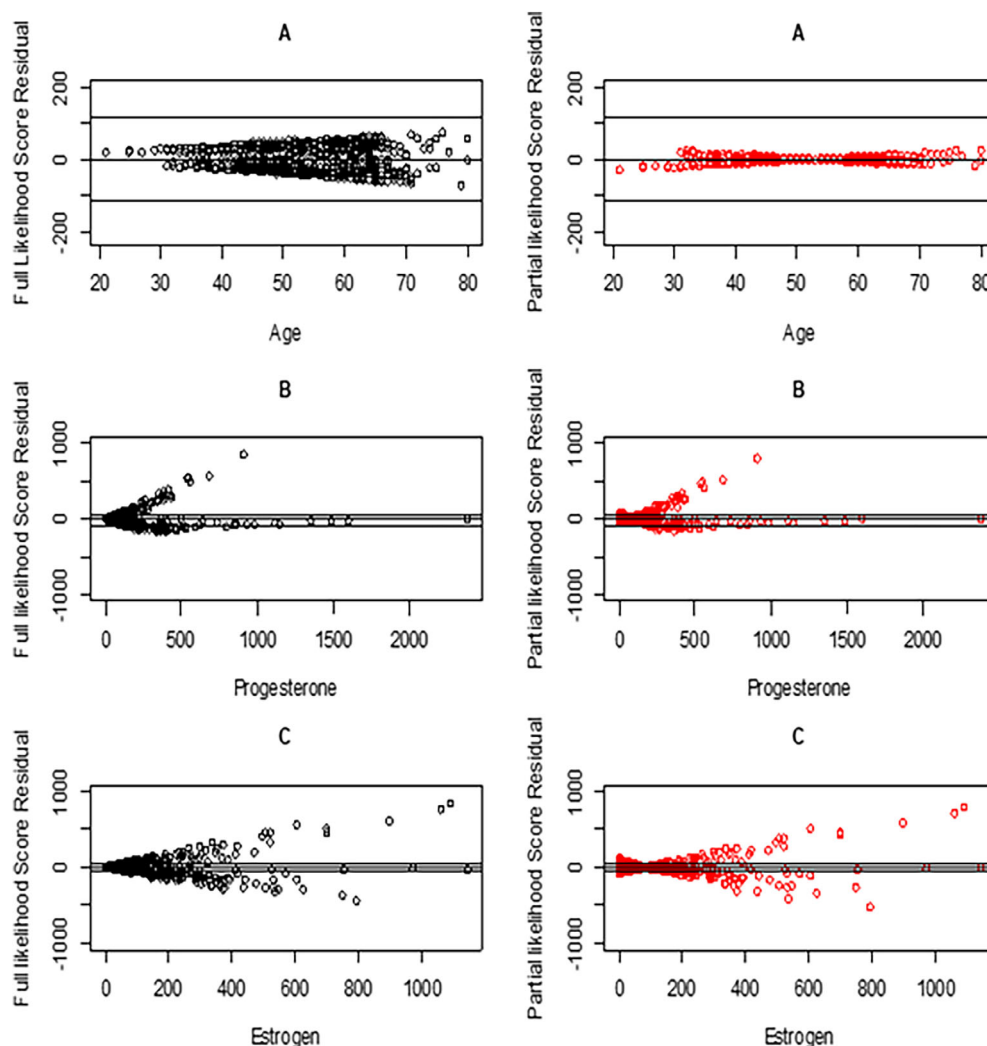 A
Full Likelihood Score Residual
200
0
-200
20 30 40 50 60 70 80
Age
A
Partial likelihood Score Residual
200
0
-200
20 30 40 50 60 70 80
Age
B
Full likelihood Score Residual
1000
0
-1000
0 500 1000 1500 2000
Progesterone
B
Partial likelihood Score Residual
1000
0
-1000
0 500 1000 1500 2000
Progesterone
C
Full likelihood Score Residual
1000
0
-1000
0 200 400 600 800 1000
Estrogen
C
Partial likelihood Score Residual
1000
0
-1000
0 200 400 600 800 1000
Estrogen